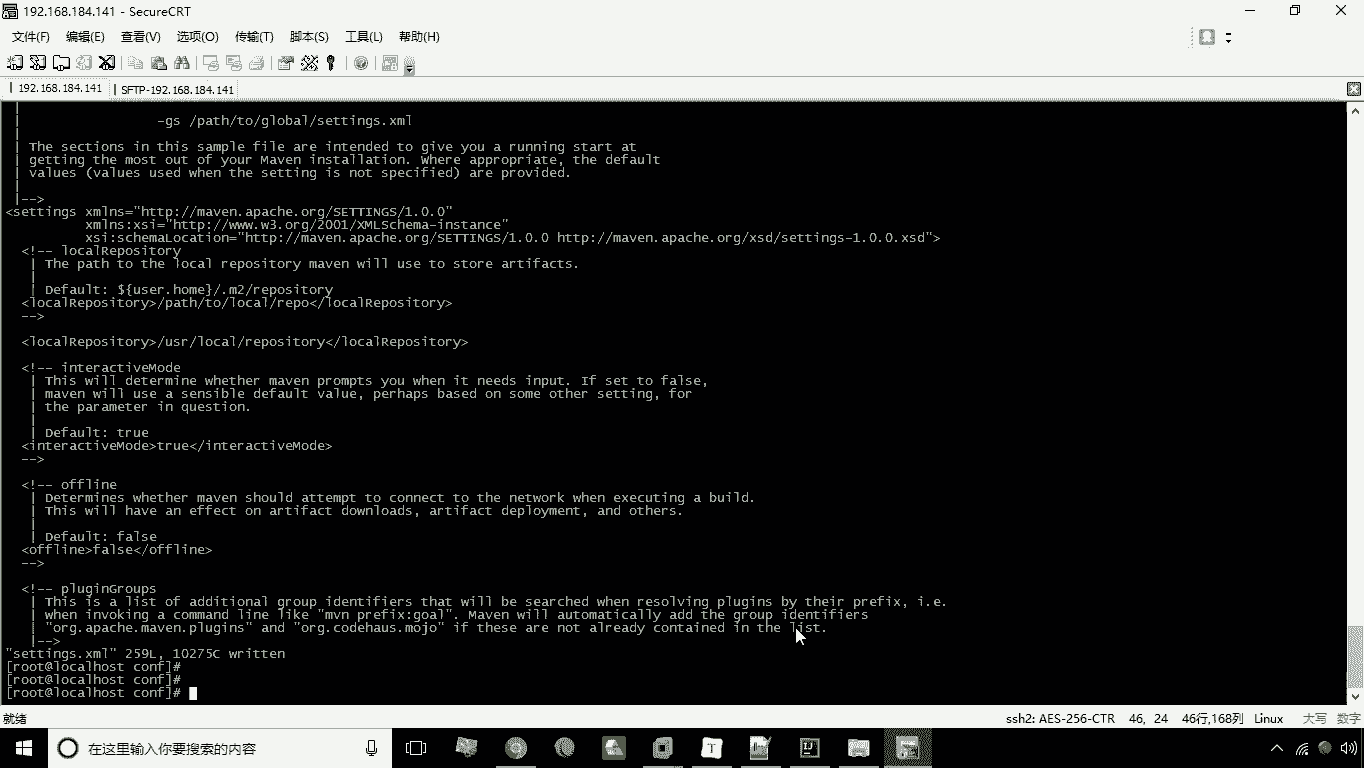 192.168.184.141 - SecureCRT
文件(F) 编辑(E) 查看(V) 选项(O) 传输(T) 脚本(S) 工具(L) 帮助(H)
192.168.184.141 SFTP-192.168.184.141
|
| -gs /path/to/global/settings.xml
|
| The sections in this sample file are intended to give you a running start at
| getting the most out of your Maven installation. Where appropriate, the default
| values (values used when the setting is not specified) are provided.
|
|-->
<settings xmlns="http://maven.apache.org/SETTINGS/1.0.0"
xmlns:xsi="http://www.w3.org/2001/XMLSchema-instance"
xsi:schemaLocation="http://maven.apache.org/SETTINGS/1.0.0 http://maven.apache.org/xsd/settings-1.0.0.xsd">
<!-- localRepository
| The path to the local repository maven will use to store artifacts.
|
| Default: ${user.home}/.m2/repository
<localRepository>/path/to/local/repo</localRepository>
-->
<localRepository>/usr/local/repository</localRepository>
<!-- interactiveMode
| This will determine whether maven prompts you when it needs input. If set to false,
| maven will use a sensible default value, perhaps based on some other setting, for
| the parameter in question.
|
| Default: true
<interactiveMode>true</interactiveMode>
-->
<!-- offline
| Determines whether maven should attempt to connect to the network when executing a build.
| This will have an effect on artifact downloads, artifact deployment, and others.
|
| Default: false
<offline>false</offline>
-->
<!-- pluginGroups
| This is a list of additional group identifiers that will be searched when resolving plugins by their prefix, i.e.
| when invoking a command line like "mvn prefix:goal". Maven will automatically add the group identifiers
| "org.apache.maven.plugins" and "org.codehaus.mojo" if these are not already contained in the list.
|-->
"settings.xml" 259L, 10275C written
[root@localhost conf]#
[root@localhost conf]#
[root@localhost conf]#
就绪 ssh2: AES-256-CTR 46, 24 46行,168列 Linux 大写 数字
在这里输入你要搜索的内容